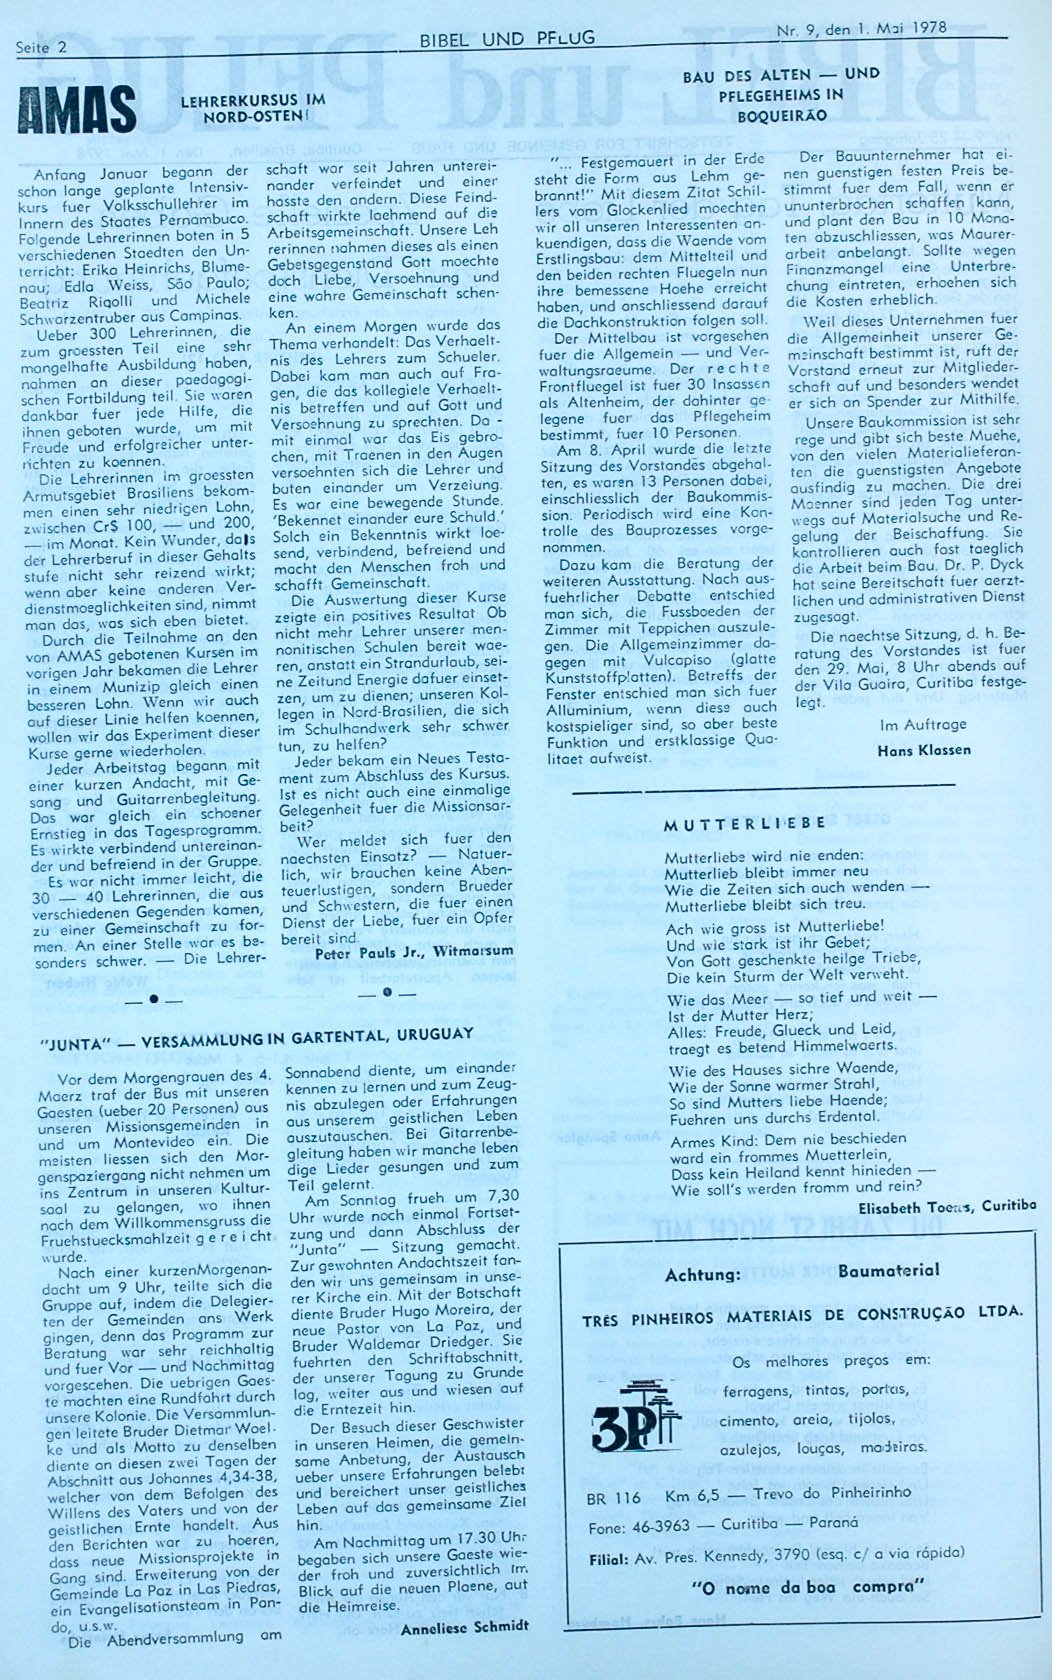 Seite 2
BIBEL UND PFLUG
Nr. 9, den 1. Mai 1978
AMAS
LEHRERKURSUS IM
NORD-OSTEN!
Anfang Januar begann der
schon lange geplante Intensiv-
kurs fuer Volksschullehrer im
Innern des Staates Pernambuco.
Folgende Lehrerinnen boten in 5
verschiedenen Staedten den Un-
terricht: Erika Heinrichs, Blume-
nau; Edla Weiss, São Paulo;
Beatriz Rigolli und Michele
Schwarzentruber aus Campinas.
Ueber 300 Lehrerinnen, die
zum groessten Teil eine sehr
mangelhafte Ausbildung haben,
nahmen an dieser paedagogi-
schen Fortbildung teil. Sie waren
dankbar fuer jede Hilfe, die
ihnen geboten wurde, um mit
Freude und erfolgreicher unter-
richten zu koennen.
Die Lehrerinnen im groessten
Armutsgebiet Brasiliens bekom-
men einen sehr niedrigen Lohn,
zwischen Cr$ 100, — und 200,
— im Monat. Kein Wunder, dals
der Lehrerberuf in dieser Gehalts
stufe nicht sehr reizend wirkt;
wenn aber keine anderen Ver-
dienstmoeglichkeiten sind, nimmt
man das, was sich eben bietet.
Durch die Teilnahme an den
von AMAS gebotenen Kursen im
vorigen Jahr bekamen die Lehrer
in einem Munizip gleich einen
besseren Lohn. Wenn wir auch
auf dieser Linie helfen koennen,
wollen wir das Experiment dieser
Kurse gerne wiederholen.
Jeder Arbeitstag begann mit
einer kurzen Andacht, mit Ge-
sang und Guitarrenbegleitung.
Das war gleich ein schoener
Ernstieg in das Tagesprogramm.
Es wirkte verbindend untereinan-
der und befreiend in der Gruppe.
Es war nicht immer leicht, die
30 — 40 Lehrerinnen, die aus
verschiedenen Gegenden kamen,
zu einer Gemeinschaft zu for-
men. An einer Stelle war es be-
sonders schwer. — Die Lehrer-
schaft war seit Jahren unterei-
nander verfeindet und einer
hasste den andern. Diese Feind-
schaft wirkte laehmend auf die
Arbeitsgemeinschaft. Unsere Leh
rerinnen nahmen dieses als einen
Gebetsgegenstand Gott moechte
doch Liebe, Versoehnung und
eine wahre Gemeinschaft schen-
ken.
An einem Morgen wurde das
Thema verhandelt: Das Verhaelt-
nis des Lehrers zum Schueler.
Dabei kam man auch auf Fra-
gen, die das kollegiele Verhaelt-
nis betreffen und auf Gott und
Versoehnung zu sprechten. Da -
mit einmal war das Eis gebro-
chen, mit Traenen in den Augen
versoehnten sich die Lehrer und
buten einander um Verzeiung.
Es war eine bewegende Stunde.
'Bekennet einander eure Schuld.'
Solch ein Bekenntnis wirkt loe-
send, verbindend, befreiend und
macht den Menschen froh und
schafft Gemeinschaft.
Die Auswertung dieser Kurse
zeigte ein positives Resultat Ob
nicht mehr Lehrer unserer men-
nonitischen Schulen bereit wae-
ren, anstatt ein Strandurlaub, sei-
ne Zeitund Energie dafuer einset-
zen, um zu dienen; unseren Kol-
legen in Nord-Brasilien, die sich
im Schulhandwerk sehr schwer
tun, zu helfen?
Jeder bekam ein Neues Testa-
ment zum Abschluss des Kursus.
Ist es nicht auch eine einmalige
Gelegenheit fuer die Missionsar-
beit?
Wer meldet sich fuer den
naechsten Einsatz? — Natuer-
lich, wir brauchen keine Aben-
teuerlustigen, sondern Brueder
und Schwestern, die fuer einen
Dienst der Liebe, fuer ein Opfer
bereit sind.
Peter Pauls Jr., Witmarsum
"JUNTA" — VERSAMMLUNG IN GARTENTAL, URUGUAY
Vor dem Morgengrauen des 4.
Maerz traf der Bus mit unseren
Gaesten (ueber 20 Personen) aus
unseren Missionsgemeinden in
und um Montevideo ein. Die
meisten liessen sich den Mor-
genspaziergang nicht nehmen um
ins Zentrum in unseren Kultur-
saal zu gelangen, wo ihnen
nach dem Willkommensgruss die
Fruehstuecksmahlzeit gereicht
wurde.
Nach einer kurzenMorgenan-
dacht um 9 Uhr, teilte sich die
Gruppe auf, indem die Delegier-
ten der Gemeinden ans Werk
gingen, denn das Programm zur
Beratung war sehr reichhaltig
und fuer Vor — und Nachmittag
vorgesehen. Die uebrigen Gaes-
te machten eine Rundfahrt durch
unsere Kolonie. Die Versammlun-
gen leitete Bruder Dietmar Woel-
ke und als Motto zu denselben
diente an diesen zwei Tagen der
Abschnitt aus Johannes 4,34-38,
welcher von dem Befolgen des
Willens des Vaters und von der
geistlichen Ernte handelt. Aus
den Berichten war zu hoeren,
dass neue Missionsprojekte in
Gang sind. Erweiterung von der
Gemeinde La Paz in Las Piedras,
ein Evangelisationsteam in Pan-
do, u.s.w.
Die Abendversammlung am
Sonnabend diente, um einander
kennen zu lernen und zum Zeug-
nis abzulegen oder Erfahrungen
aus unserem geistlichen Leben
auszutauschen. Bei Gitarrenbe-
gleitung haben wir manche leben
dige Lieder gesungen und zum
Teil gelernt.
Am Sonntag frueh um 7,30
Uhr wurde noch einmal Fortset-
zung und dann Abschluss der
"Junta" — Sitzung gemacht.
Zur gewohnten Andachtszeit fan-
den wir uns gemeinsam in unse-
rer Kirche ein. Mit der Botschaft
diente Bruder Hugo Moreira, der
neue Pastor von La Paz, und
Bruder Waldemar Driedger. Sie
fuehrten den Schriftabschnitt,
der unserer Tagung zu Grunde
lag, weiter aus und wiesen auf
die Erntezeit hin.
Der Besuch dieser Geschwister
in unseren Heimen, die gemein-
same Anbetung, der Austausch
ueber unsere Erfahrungen belebt
und bereichert unser geistliches
Leben auf das gemeinsame Ziel
hin.
Am Nachmittag um 17.30 Uhr
begaben sich unsere Gaeste wie-
der froh und zuversichtlich im
Blick auf die neuen Plaene, auf
die Heimreise.
Anneliese Schmidt
BAU DES ALTEN — UND
PFLEGEHEIMS IN
BOQUEIRÃO
"... Festgemauert in der Erde
steht die Form aus Lehm ge-
brannt!" Mit diesem Zitat Schil-
lers vom Glockenlied moechten
wir all unseren Interessenten an-
kuendigen, dass die Waende vom
Erstlingsbau: dem Mittelteil und
den beiden rechten Fluegeln nun
ihre bemessene Hoehe erreicht
haben, und anschliessend darauf
die Dachkonstruktion folgen soll.
Der Mittelbau ist vorgesehen
fuer die Allgemein — und Ver-
waltungsraeume. Der rechte
Frontfluegel ist fuer 30 Insassen
als Altenheim, der dahinter ge-
legene fuer das Pflegeheim
bestimmt, fuer 10 Personen.
Am 8. April wurde die letzte
Sitzung des Vorstandes abgehal-
ten, es waren 13 Personen dabei,
einschliesslich der Baukommis-
sion. Periodisch wird eine Kon-
trolle des Bauprozesses vorge-
nommen.
Dazu kam die Beratung der
weiteren Ausstattung. Nach aus-
fuehrlicher Debatte entschied
man sich, die Fussboeden der
Zimmer mit Teppichen auszule-
gen. Die Allgemeinzimmer da-
gegen mit Vulcapiso (glatte
Kunststoffplatten). Betreffs der
Fenster entschied man sich fuer
Alluminium, wenn diese auch
kostspieliger sind, so aber beste
Funktion und erstklassige Qua-
litaet aufweist.
Der Bauunternehmer hat ei-
nen guenstigen festen Preis be-
stimmt fuer dem Fall, wenn er
ununterbrochen schaffen kann,
und plant den Bau in 10 Mona-
ten abzuschliessen, was Maurer-
arbeit anbelangt. Sollte wegen
Finanzmangel eine Unterbre-
chung eintreten, erhoehen sich
die Kosten erheblich.
Weil dieses Unternehmen fuer
die Allgemeinheit unserer Ge-
meinschaft bestimmt ist, ruft der
Vorstand erneut zur Mitglieder-
schaft auf und besonders wendet
er sich an Spender zur Mithilfe.
Unsere Baukommission ist sehr
rege und gibt sich beste Muehe,
von den vielen Materialieferan-
ten die guenstigsten Angebote
ausfindig zu machen. Die drei
Maenner sind jeden Tag unter-
wegs auf Materialsuche und Re-
gelung der Beischaffung. Sie
kontrollieren auch fast taeglich
die Arbeit beim Bau. Dr. P. Dyck
hat seine Bereitschaft fuer aerzt-
lichen und administrativen Dienst
zugesagt.
Die naechtse Sitzung, d. h. Be-
ratung des Vorstandes ist fuer
den 29. Mai, 8 Uhr abends auf
der Vila Guaira, Curitiba festge-
legt.
Im Auftrage
Hans Klassen
MUTTERLIEBE
Mutterliebe wird nie enden:
Mutterlieb bleibt immer neu
Wie die Zeiten sich auch wenden —
Mutterliebe bleibt sich treu.
Ach wie gross ist Mutterliebe!
Und wie stark ist ihr Gebet;
Von Gott geschenkte heilge Triebe,
Die kein Sturm der Welt verweht.
Wie das Meer — so tief und weit —
Ist der Mutter Herz;
Alles: Freude, Glueck und Leid,
traegt es betend Himmelwaerts.
Wie des Hauses sichre Waende,
Wie der Sonne warmer Strahl,
So sind Mutters liebe Haende;
Fuehren uns durchs Erdental.
Armes Kind: Dem nie beschieden
ward ein frommes Muetterlein,
Dass kein Heiland kennt hinieden —
Wie soll's werden fromm und rein?
Elisabeth Toews, Curitiba
Achtung: Baumaterial
TRÊS PINHEIROS MATERIAIS DE CONSTRUÇÃO LTDA.
Os melhores preços em:
3P
ferragens, tintas, portas,
cimento, areia, tijolos,
azulejos, louças, madeiras.
BR 116 Km 6,5 — Trevo do Pinheirinho
Fone: 46-3963 — Curitiba — Paraná
Filial: Av. Pres. Kennedy, 3790 (esq. c/ a via rápida)
"O nome da boa compra"